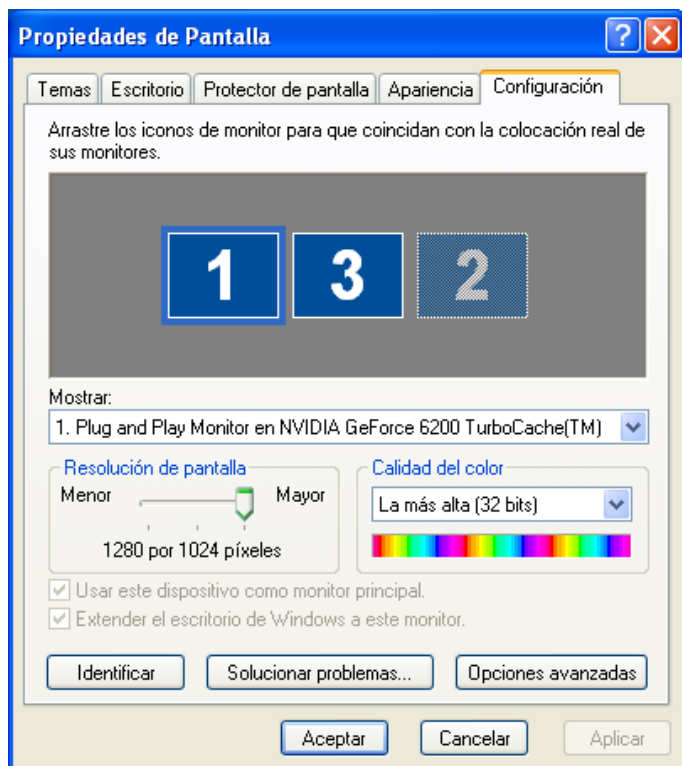 Propiedades de Pantalla
Temas Escritorio Protector de pantalla Apariencia Configuración
Arrastre los iconos de monitor para que coincidan con la colocación real de
sus monitores.
1 3 2
Mostrar:
1. Plug and Play Monitor en NVIDIA GeForce 6200 TurboCache(TM)
Resolución de pantalla
Menor Mayor
1280 por 1024 píxeles
Calidad del color
La más alta (32 bits)
Usar este dispositivo como monitor principal.
Extender el escritorio de Windows a este monitor.
Identificar Solucionar problemas... Opciones avanzadas
Aceptar Cancelar Aplicar